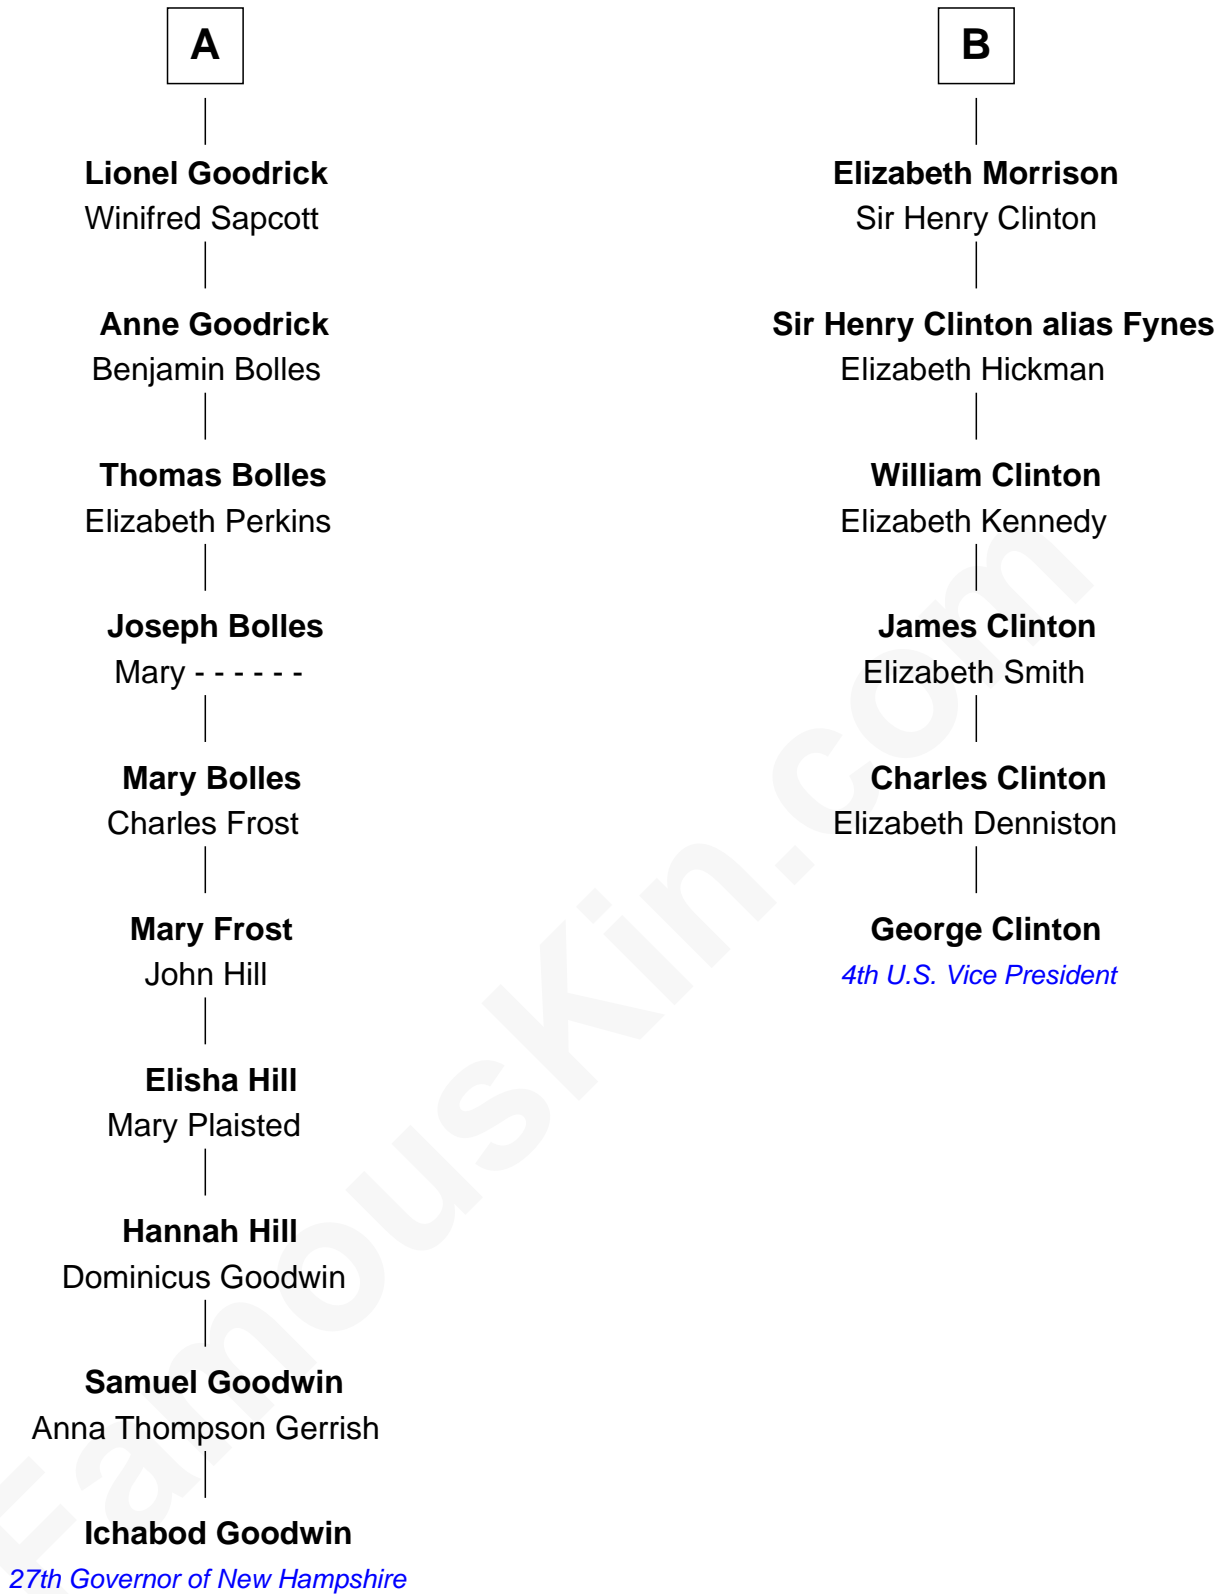 A
Lionel Goodrick
Winifred Sapcott
Anne Goodrick
Benjamin Bolles
Thomas Bolles
Elizabeth Perkins
Joseph Bolles
Mary - - - - - -
Mary Bolles
Charles Frost
Mary Frost
John Hill
Elisha Hill
Mary Plaisted
Hannah Hill
Dominicus Goodwin
Samuel Goodwin
Anna Thompson Gerrish
Ichabod Goodwin
27th Governor of New Hampshire
B
Elizabeth Morrison
Sir Henry Clinton
Sir Henry Clinton alias Fynes
Elizabeth Hickman
William Clinton
Elizabeth Kennedy
James Clinton
Elizabeth Smith
Charles Clinton
Elizabeth Denniston
George Clinton
4th U.S. Vice President
FamousKin.com